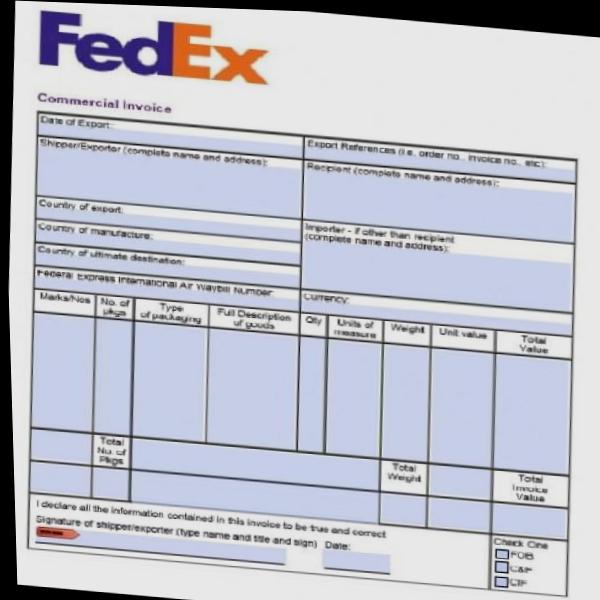 FedEx
Commercial Invoice
Date of Export:
Export References (i.e. order no., invoice no., etc):
Shipper/Exporter (complete name and address):
Recipient (complete name and address):
Country of export:
Importer - if other than recipient
(complete name and address):
Country of manufacture:
Country of ultimate destination:
Federal Express International Air Waybill Number:
Currency:
Marks/Nos
No. of
pkgs
Type
of packaging
Full Description
of goods
Qty
Units of
measure
Weight
Unit value
Total
Value
Total
No. of
Pkgs
Total
Weight
Total
Invoice
Value
I declare all the information contained in this invoice to be true and correct
Signature of shipper/exporter (type name and title and sign)
Date:
Check One
FOB
C&F
CIF